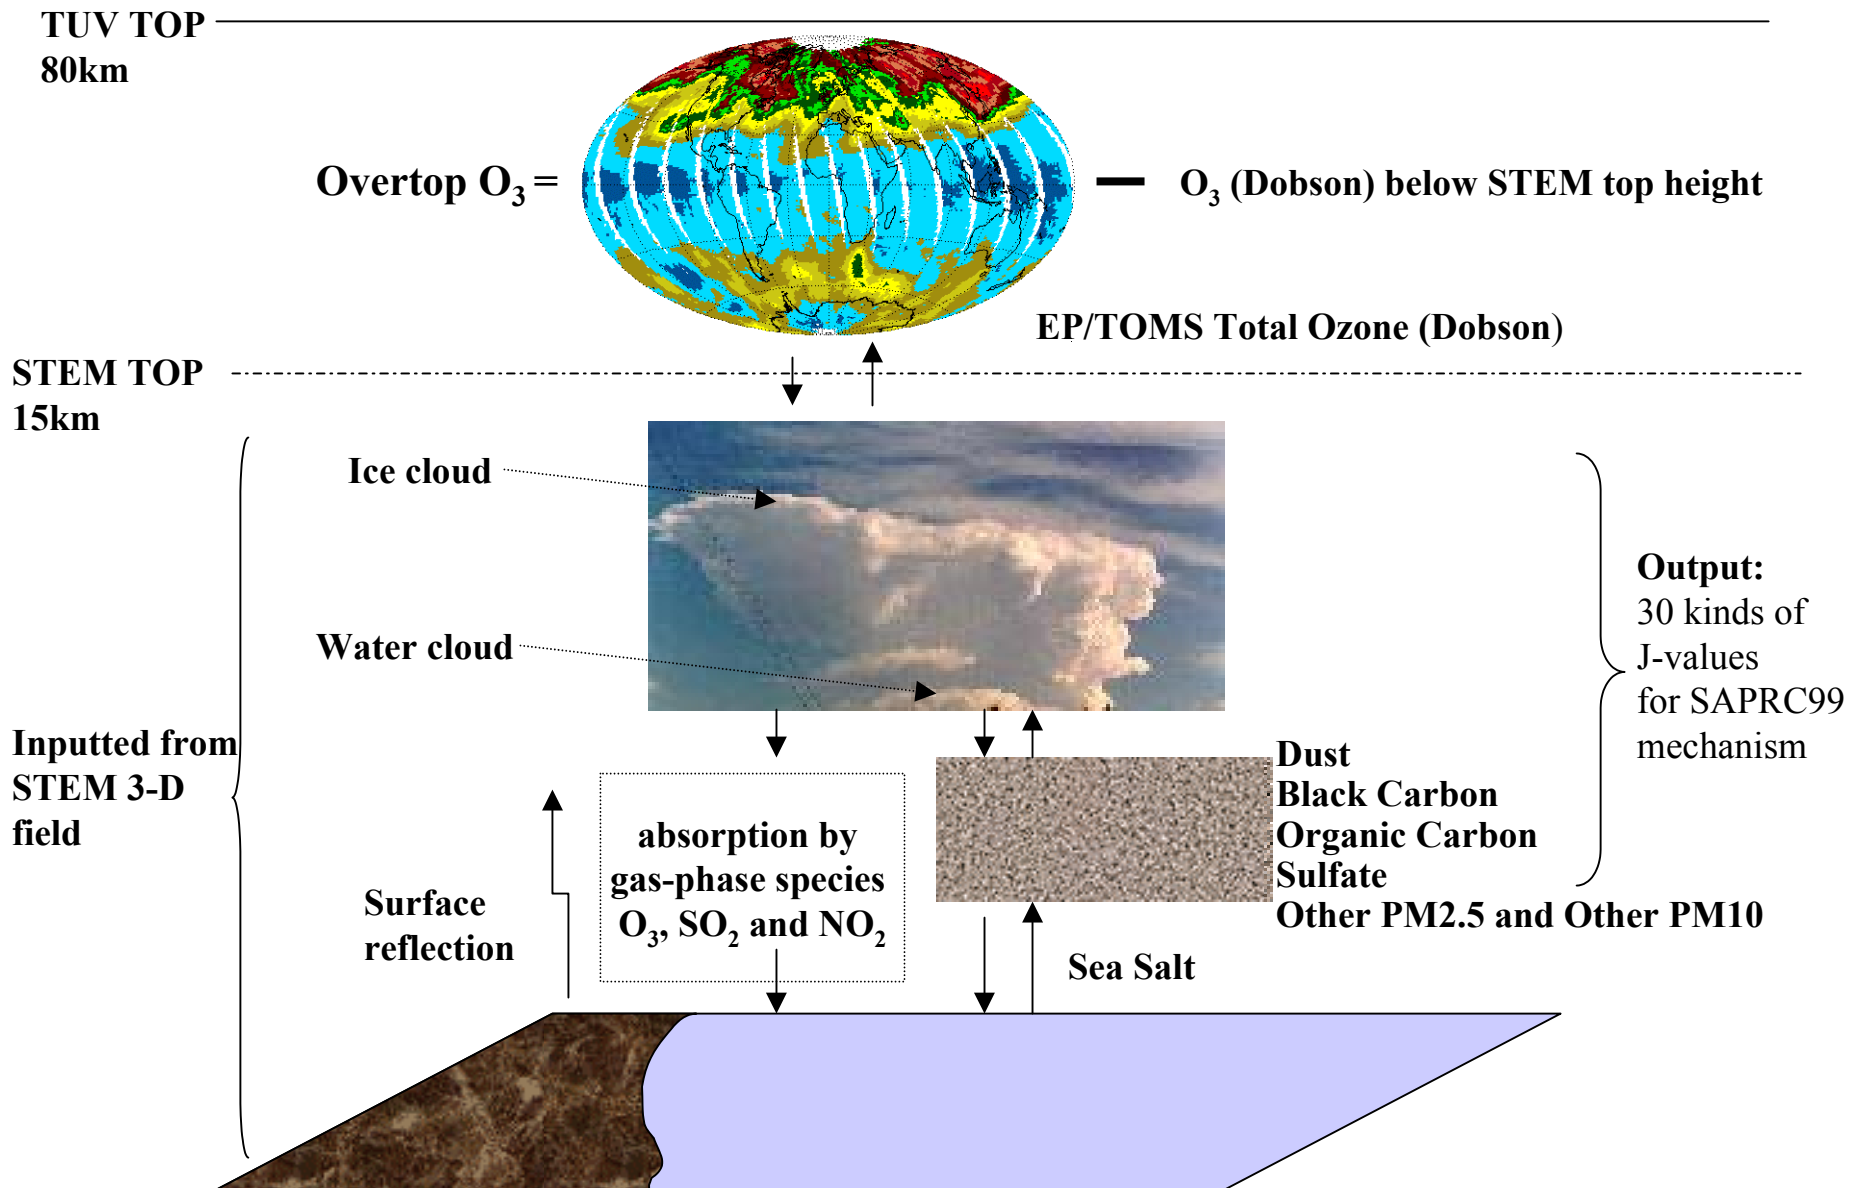 TUV TOP
80km
Overtop O₃ =
— O₃ (Dobson) below STEM top height
EP/TOMS Total Ozone (Dobson)
STEM TOP
15km
Ice cloud
Water cloud
Output:
30 kinds of
J-values
for SAPRC99
mechanism
Inputted from
STEM 3-D
field
Surface
reflection
absorption by
gas-phase species
O₃, SO₂ and NO₂
Dust
Black Carbon
Organic Carbon
Sulfate
Other PM2.5 and Other PM10
Sea Salt